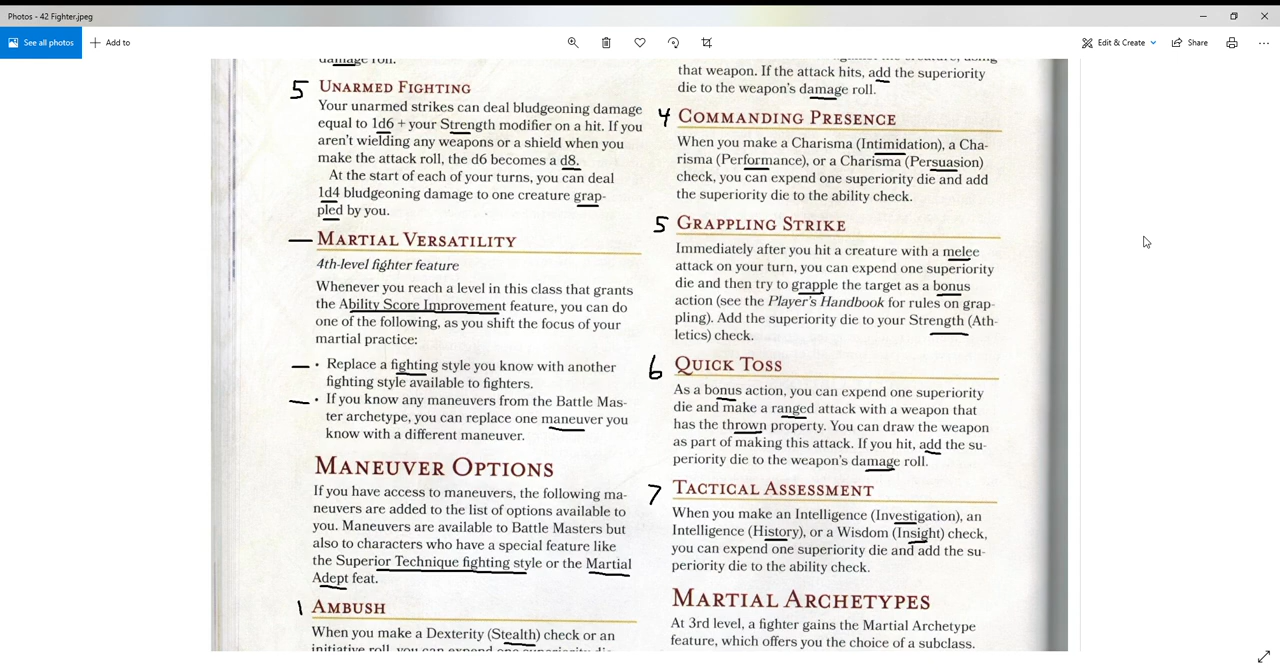 Photos - 42 Fighter.jpeg
See all photos
Add to
Edit & Create
Share
damage roll.
5 UNARMED FIGHTING
Your unarmed strikes can deal bludgeoning damage
equal to 1d6 + your Strength modifier on a hit. If you
aren't wielding any weapons or a shield when you
make the attack roll, the d6 becomes a d8.
At the start of each of your turns, you can deal
1d4 bludgeoning damage to one creature grap-
pled by you.
— MARTIAL VERSATILITY
4th-level fighter feature
Whenever you reach a level in this class that grants
the Ability Score Improvement feature, you can do
one of the following, as you shift the focus of your
martial practice:
— • Replace a fighting style you know with another
fighting style available to fighters.
— • If you know any maneuvers from the Battle Mas-
ter archetype, you can replace one maneuver you
know with a different maneuver.
MANEUVER OPTIONS
If you have access to maneuvers, the following ma-
neuvers are added to the list of options available to
you. Maneuvers are available to Battle Masters but
also to characters who have a special feature like
the Superior Technique fighting style or the Martial
Adept feat.
1 AMBUSH
When you make a Dexterity (Stealth) check or an
initiative roll, you can expend one superiority die
that weapon. If the attack hits, add the superiority
die to the weapon's damage roll.
4 COMMANDING PRESENCE
When you make a Charisma (Intimidation), a Cha-
risma (Performance), or a Charisma (Persuasion)
check, you can expend one superiority die and add
the superiority die to the ability check.
5 GRAPPLING STRIKE
Immediately after you hit a creature with a melee
attack on your turn, you can expend one superiority
die and then try to grapple the target as a bonus
action (see the Player's Handbook for rules on grap-
pling). Add the superiority die to your Strength (Ath-
letics) check.
6 QUICK TOSS
As a bonus action, you can expend one superiority
die and make a ranged attack with a weapon that
has the thrown property. You can draw the weapon
as part of making this attack. If you hit, add the su-
periority die to the weapon's damage roll.
7 TACTICAL ASSESSMENT
When you make an Intelligence (Investigation), an
Intelligence (History), or a Wisdom (Insight) check,
you can expend one superiority die and add the su-
periority die to the ability check.
MARTIAL ARCHETYPES
At 3rd level, a fighter gains the Martial Archetype
feature, which offers you the choice of a subclass.